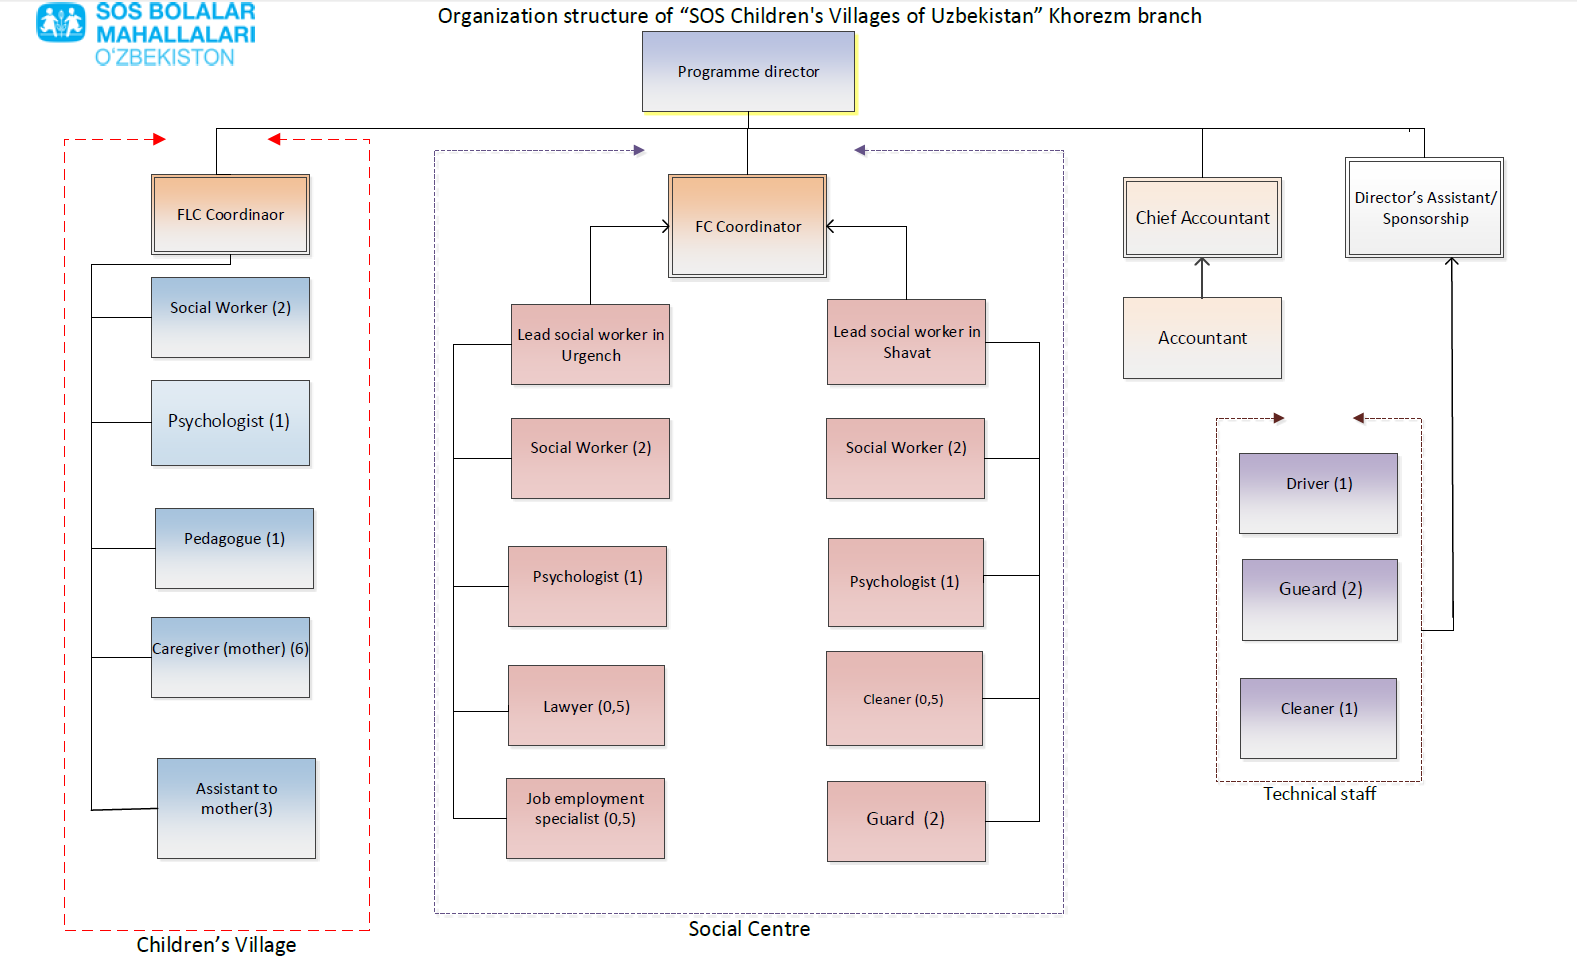 SOS BOLALAR
MAHALLALARI
O‘ZBEKISTON
Organization structure of “SOS Children's Villages of Uzbekistan” Khorezm branch
Programme director
FLC Coordinaor
Social Worker (2)
Psychologist (1)
Pedagogue (1)
Caregiver (mother) (6)
Assistant to
mother(3)
Children’s Village
FC Coordinator
Lead social worker in
Urgench
Social Worker (2)
Psychologist (1)
Lawyer (0,5)
Job employment
specialist (0,5)
Lead social worker in
Shavat
Social Worker (2)
Psychologist (1)
Cleaner (0,5)
Guard  (2)
Social Centre
Chief Accountant
Accountant
Director’s Assistant/
Sponsorship
Driver (1)
Gueard (2)
Cleaner (1)
Technical staff